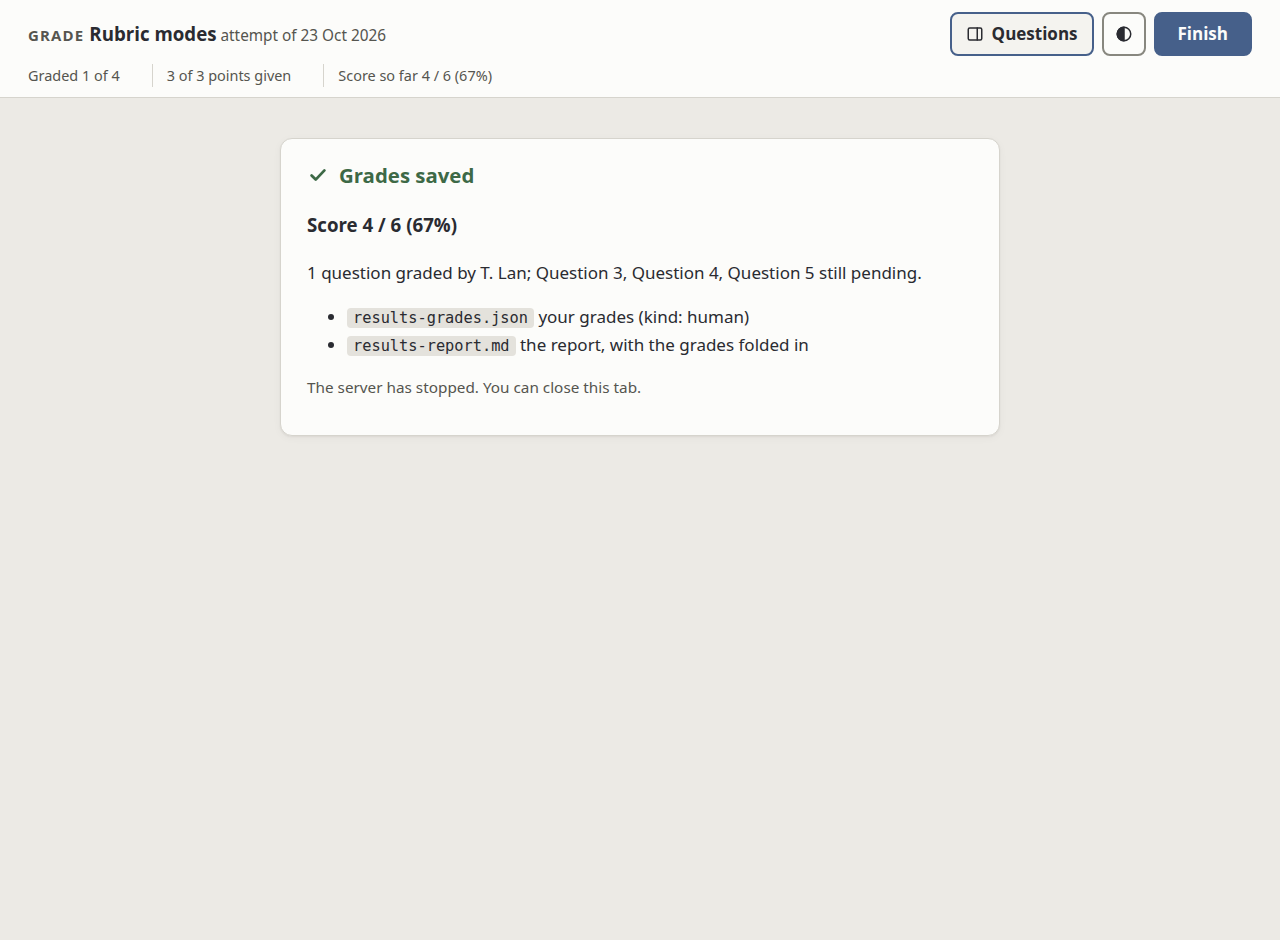 GRADE Rubric modes attempt of 23 Oct 2026
Questions
Finish
Graded 1 of 4
3 of 3 points given
Score so far 4 / 6 (67%)
Grades saved
Score 4 / 6 (67%)
1 question graded by T. Lan; Question 3, Question 4, Question 5 still pending.
results-grades.json your grades (kind: human)
results-report.md the report, with the grades folded in
The server has stopped. You can close this tab.